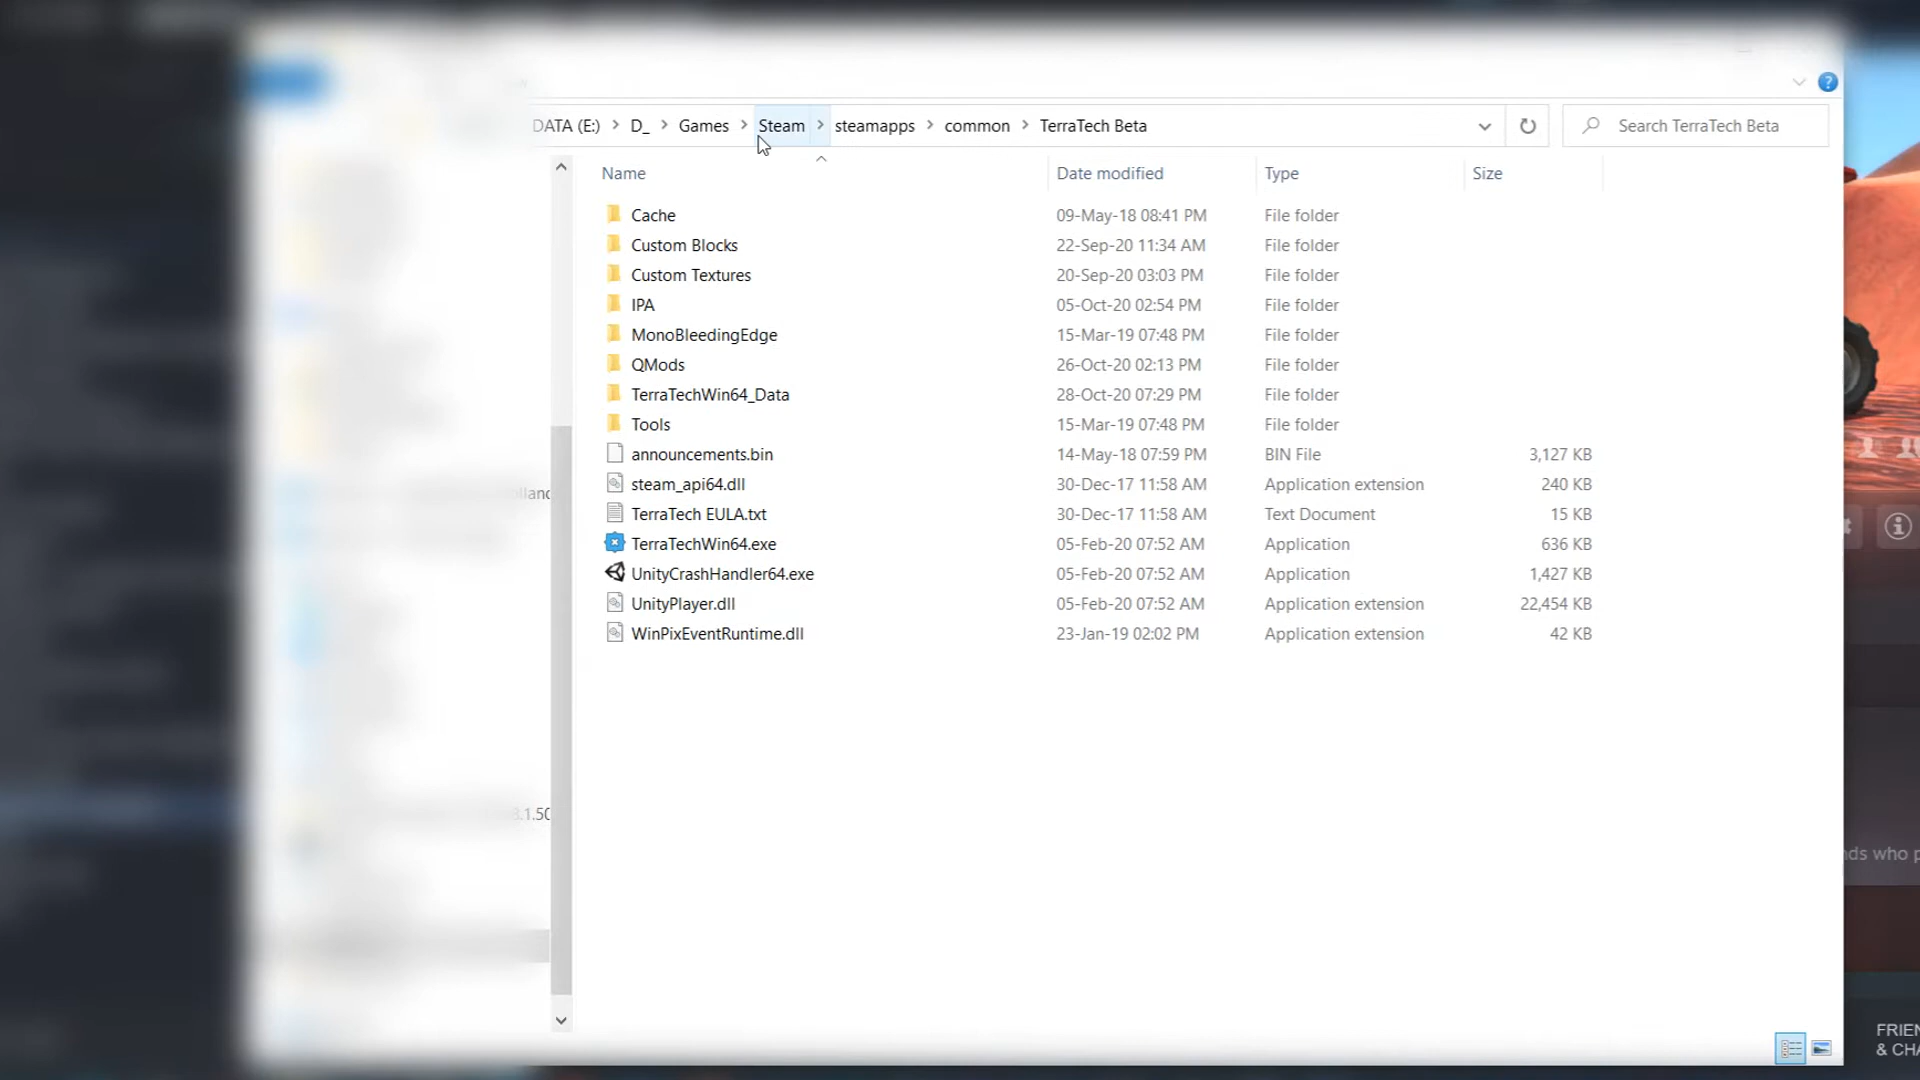 DATA (E:) > D_ > Games > Steam > steamapps > common > TerraTech Beta
Search TerraTech Beta
Name Date modified Type Size
Cache 09-May-18 08:41 PM File folder
Custom Blocks 22-Sep-20 11:34 AM File folder
Custom Textures 20-Sep-20 03:03 PM File folder
IPA 05-Oct-20 02:54 PM File folder
MonoBleedingEdge 15-Mar-19 07:48 PM File folder
QMods 26-Oct-20 02:13 PM File folder
TerraTechWin64_Data 28-Oct-20 07:29 PM File folder
Tools 15-Mar-19 07:48 PM File folder
announcements.bin 14-May-18 07:59 PM BIN File 3,127 KB
steam_api64.dll 30-Dec-17 11:58 AM Application extension 240 KB
TerraTech EULA.txt 30-Dec-17 11:58 AM Text Document 15 KB
TerraTechWin64.exe 05-Feb-20 07:52 AM Application 636 KB
UnityCrashHandler64.exe 05-Feb-20 07:52 AM Application 1,427 KB
UnityPlayer.dll 05-Feb-20 07:52 AM Application extension 22,454 KB
WinPixEventRuntime.dll 23-Jan-19 02:02 PM Application extension 42 KB
3.1.50
nds who p
FRIEN
& CHA